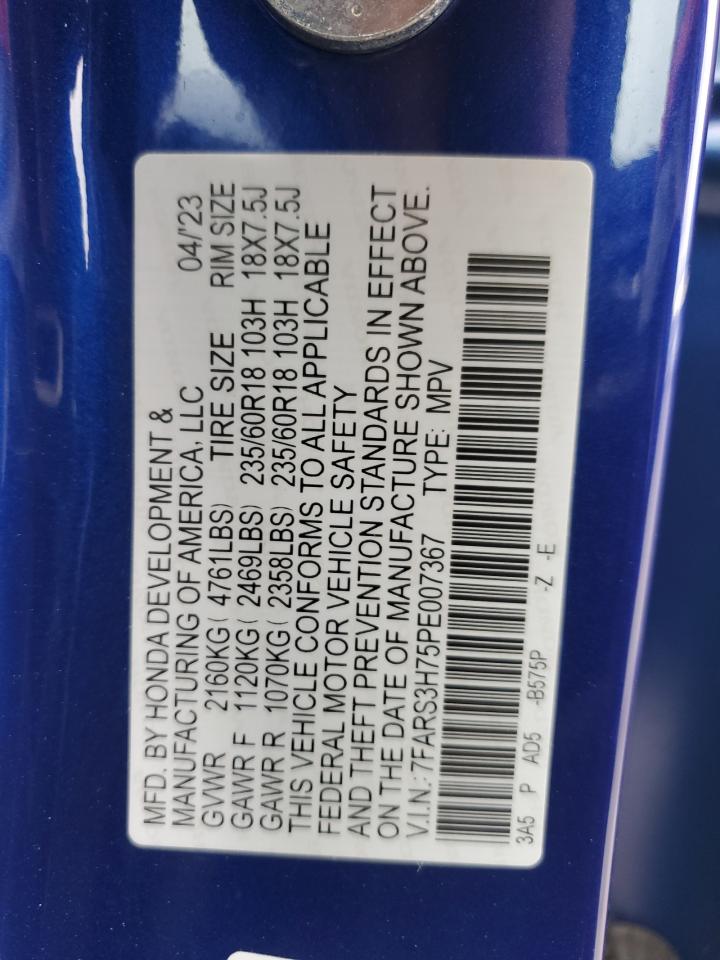 MFD. BY HONDA DEVELOPMENT &
MANUFACTURING OF AMERICA, LLC 04/'23
GVWR 2160KG( 4761LBS) TIRE SIZE RIM SIZE
GAWR F 1120KG( 2469LBS) 235/60R18 103H 18X7.5J
GAWR R 1070KG( 2358LBS) 235/60R18 103H 18X7.5J
THIS VEHICLE CONFORMS TO ALL APPLICABLE
FEDERAL MOTOR VEHICLE SAFETY
AND THEFT PREVENTION STANDARDS IN EFFECT
ON THE DATE OF MANUFACTURE SHOWN ABOVE.
V.I.N.: 7FARS3H75PE007367 TYPE: MPV
3A5 P AD5 -B575P -Z -E